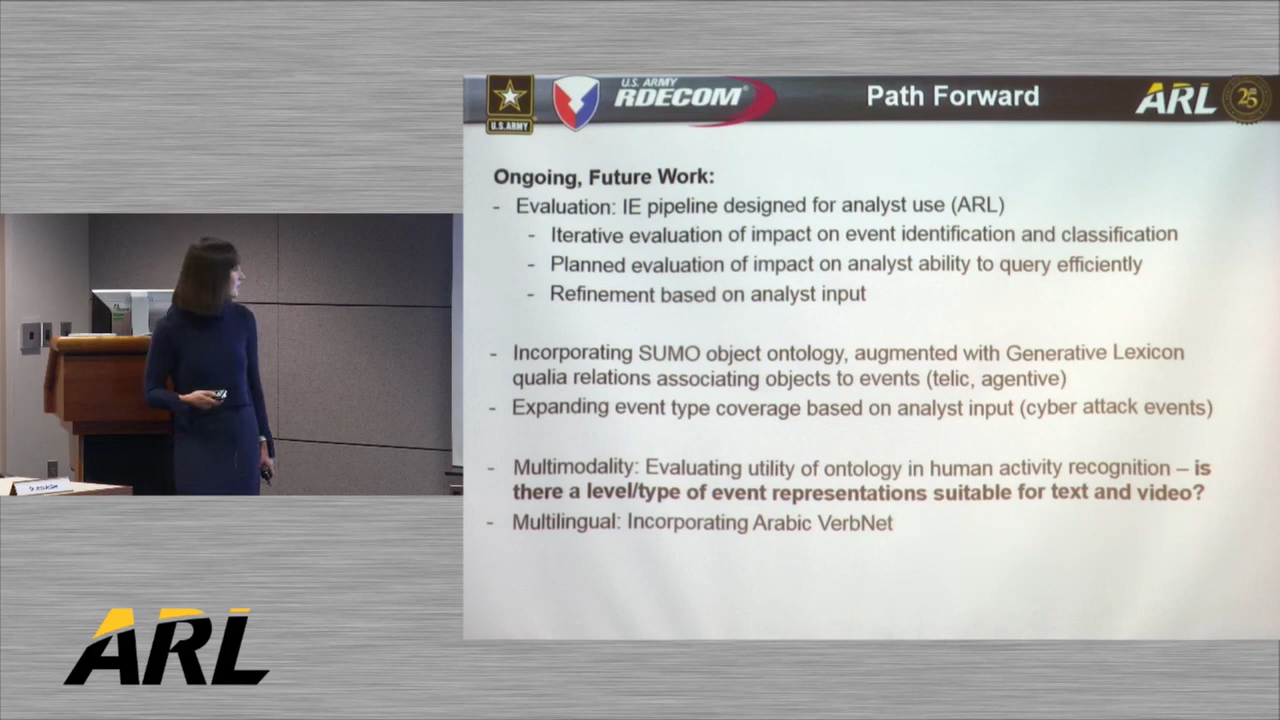 U.S.ARMY
U.S. ARMY
RDECOM
Path Forward
ARL
25
Ongoing, Future Work:
- Evaluation: IE pipeline designed for analyst use (ARL)
- Iterative evaluation of impact on event identification and classification
- Planned evaluation of impact on analyst ability to query efficiently
- Refinement based on analyst input
- Incorporating SUMO object ontology, augmented with Generative Lexicon
qualia relations associating objects to events (telic, agentive)
- Expanding event type coverage based on analyst input (cyber attack events)
- Multimodality: Evaluating utility of ontology in human activity recognition – is
there a level/type of event representations suitable for text and video?
- Multilingual: Incorporating Arabic VerbNet
ARL